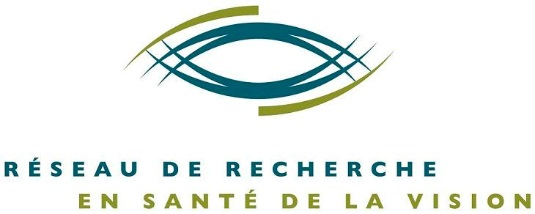 RÉSEAU DE RECHERCHE
EN SANTÉ DE LA VISION